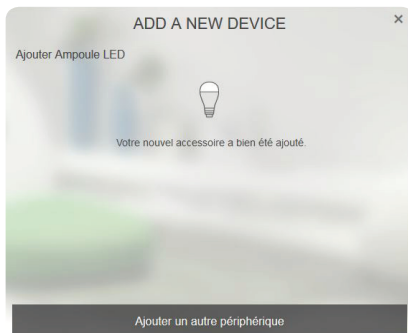 ADD A NEW DEVICE
×
Ajouter Ampoule LED
Votre nouvel accessoire a bien été ajouté.
Ajouter un autre périphérique